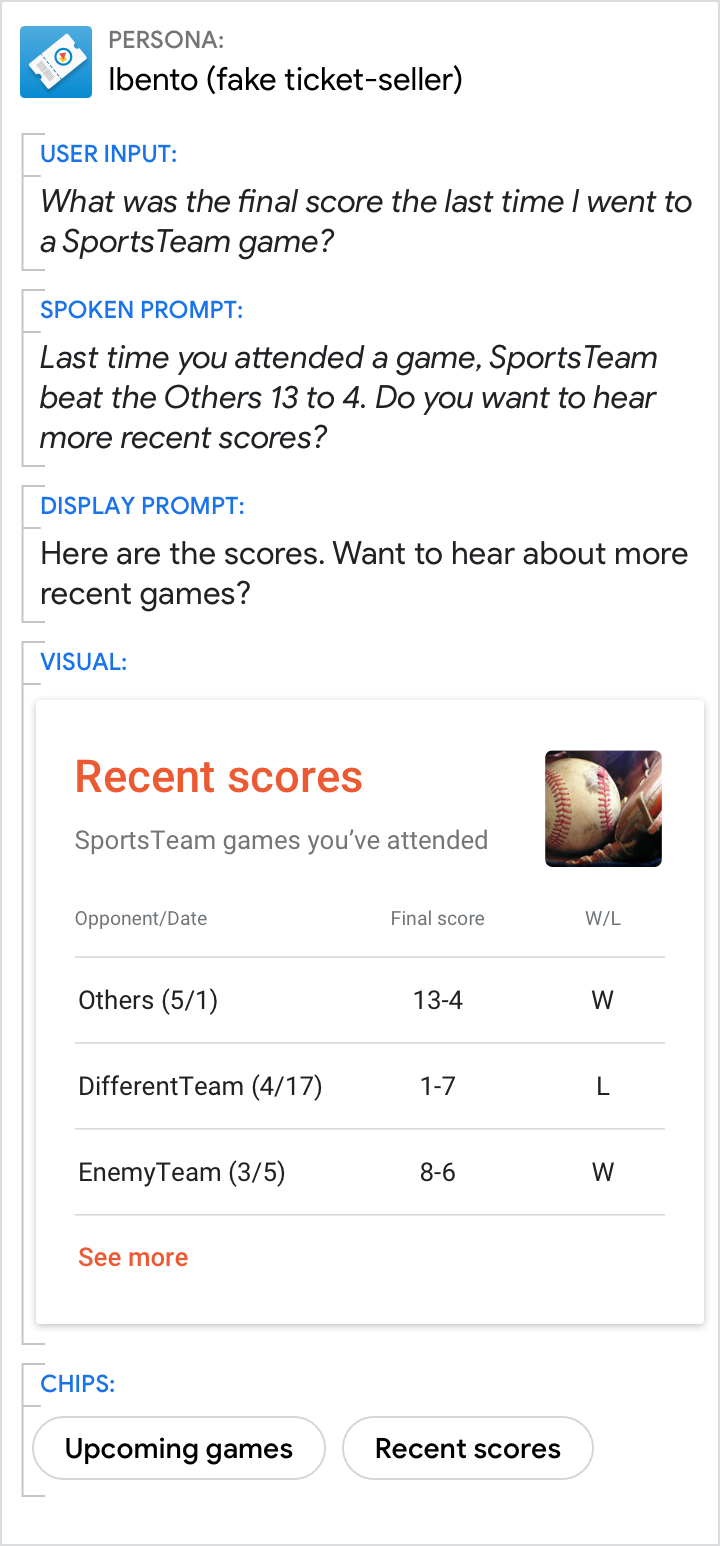 PERSONA:
Ibento (fake ticket-seller)
USER INPUT:
What was the final score the last time I went to
a SportsTeam game?
SPOKEN PROMPT:
Last time you attended a game, SportsTeam
beat the Others 13 to 4. Do you want to hear
more recent scores?
DISPLAY PROMPT:
Here are the scores. Want to hear about more
recent games?
VISUAL:
Recent scores
SportsTeam games you’ve attended
Opponent/Date Final score W/L
Others (5/1) 13-4 W
DifferentTeam (4/17) 1-7 L
EnemyTeam (3/5) 8-6 W
See more
CHIPS:
Upcoming games Recent scores